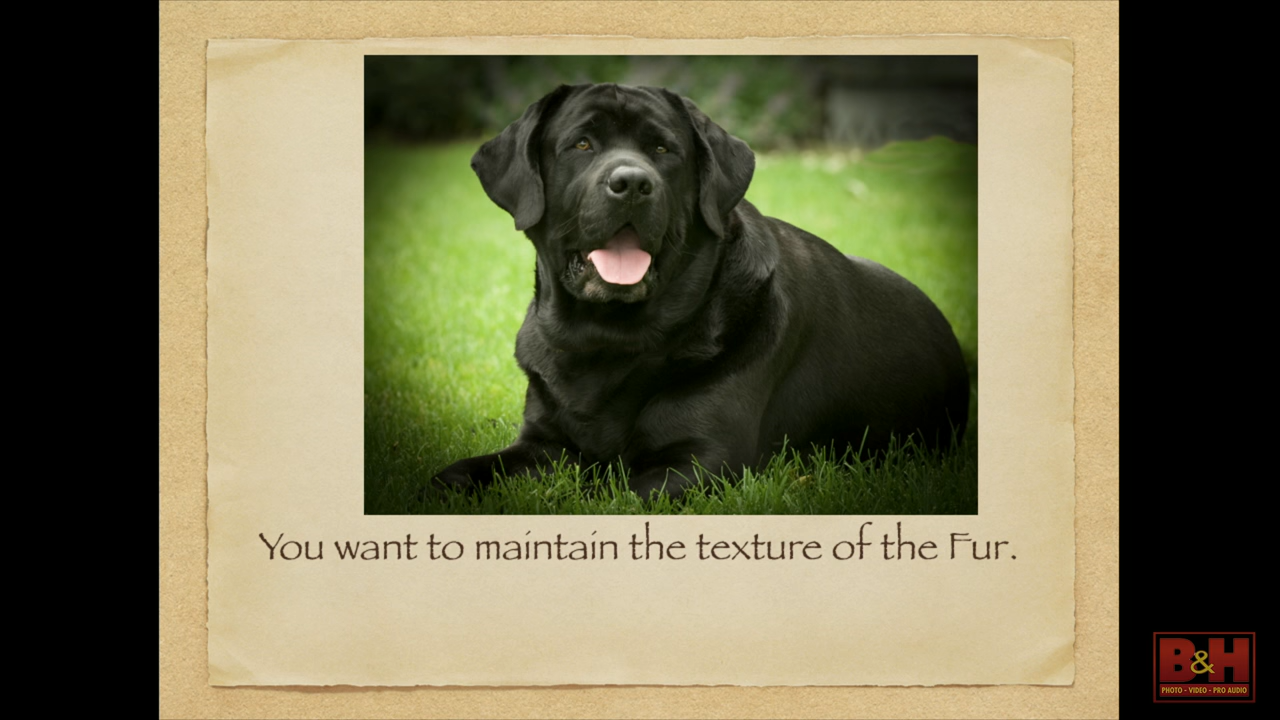 You want to maintain the texture of the Fur.
B&H
PHOTO - VIDEO - PRO AUDIO